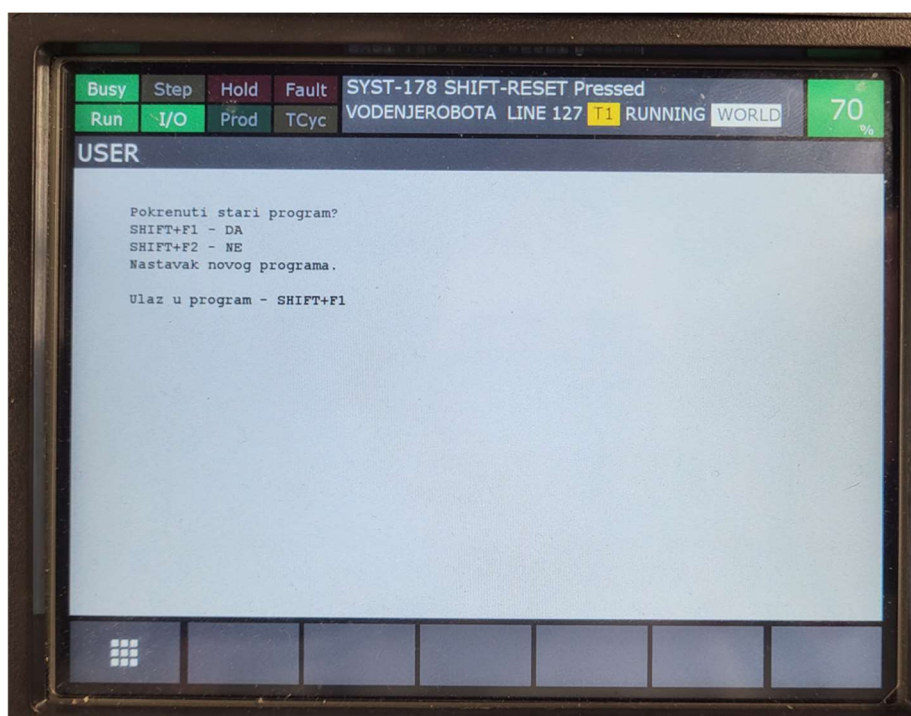 Busy Step Hold Fault SYST-178 SHIFT-RESET Pressed
Run I/O Prod TCyc VODENJEROBOTA LINE 127 T1 RUNNING WORLD 70%
USER
Pokrenuti stari program?
SHIFT+F1 - DA
SHIFT+F2 - NE
Nastavak novog programa.
Ulaz u program - SHIFT+F1